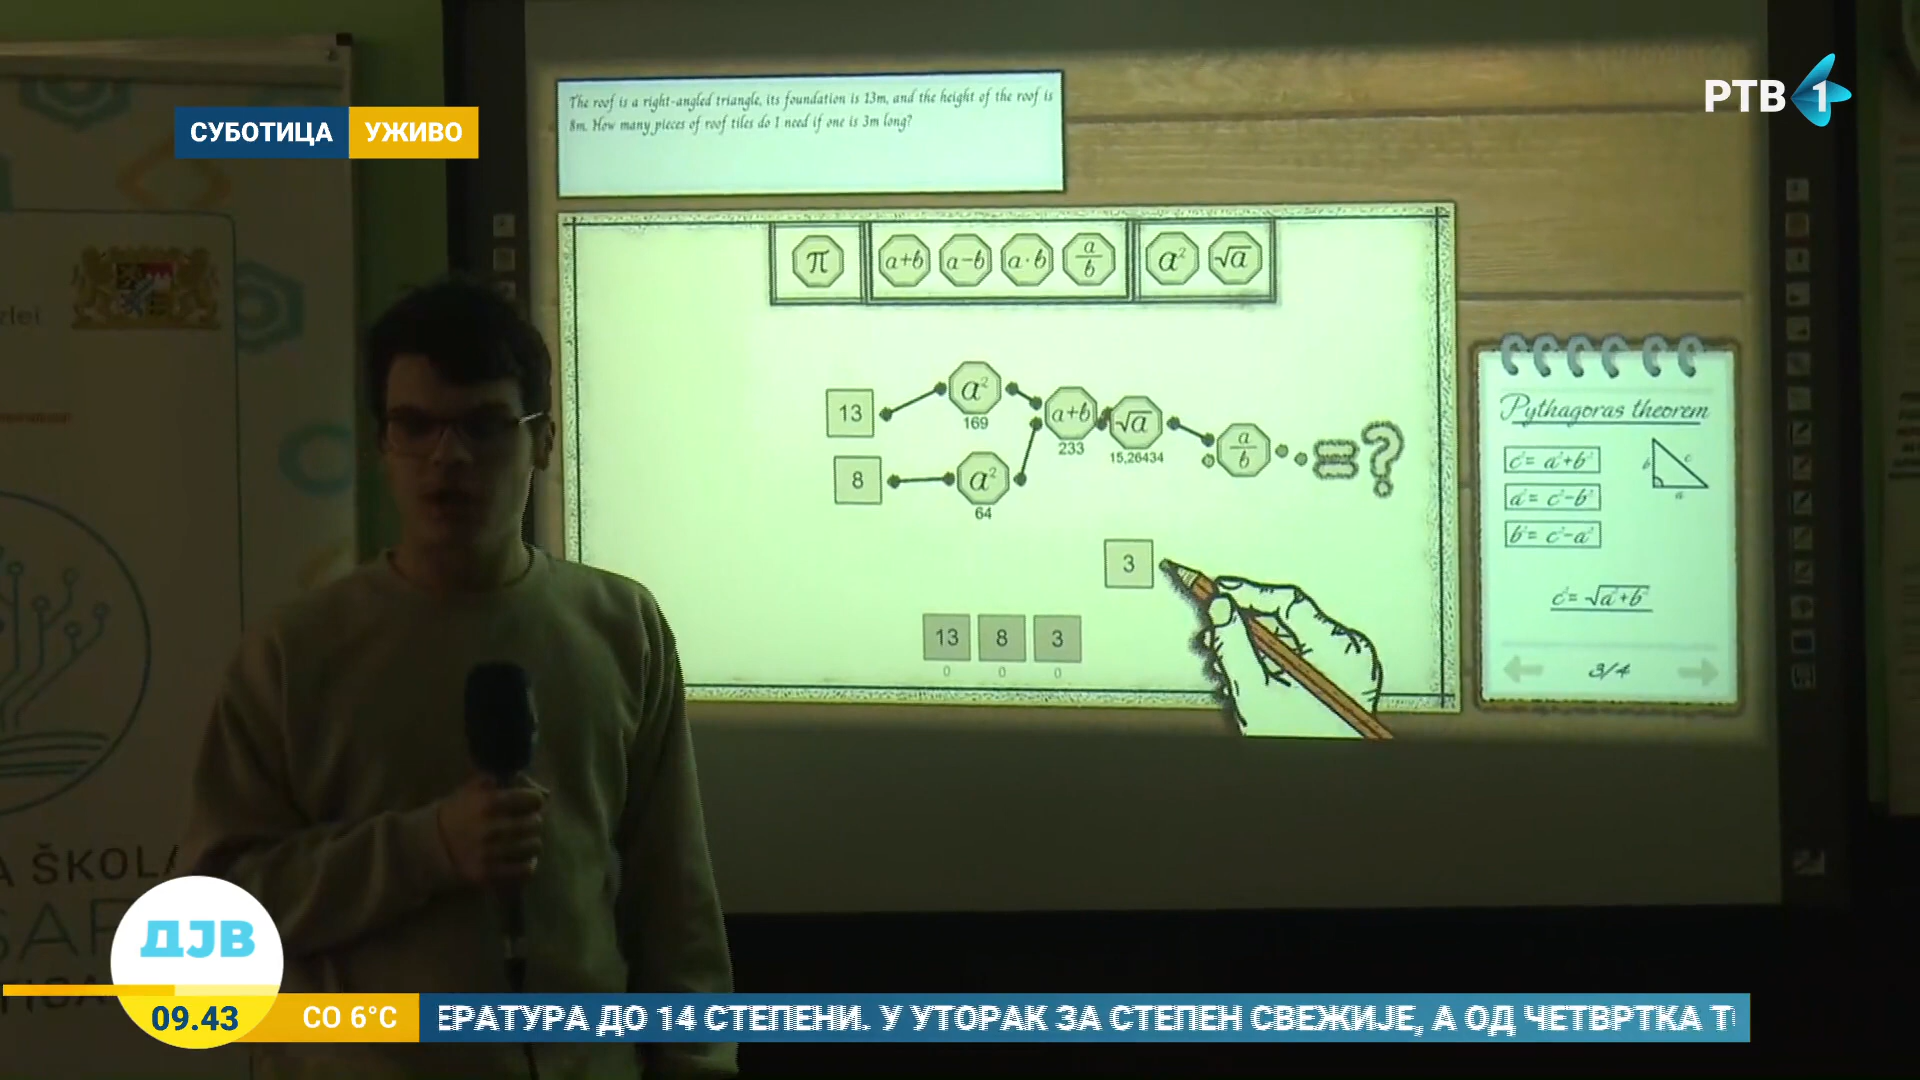 СУБОТИЦА УЖИВО
РТВ 1
The roof is a right-angled triangle, its foundation is 13m, and the height of the roof is
8m. How many pieces of roof tiles do I need if one is 3m long?
π a+b a-b a·b a/b a² √a
13 a² 169
8 a² 64
a+b 233
√a 15,26434
a/b =?
3
13 8 3
0 0 0
Pythagoras theorem
c²= a²+b²
a²= c²-b²
b²= c²-a²
c²= √a²+b²
b c a
3/4
zlei
A ŠKOLA
SAR
ДЈВ
09.43
СО 6°C
ЕРАТУРА ДО 14 СТЕПЕНИ. У УТОРАК ЗА СТЕПЕН СВЕЖИЈЕ, А ОД ЧЕТВРТКА